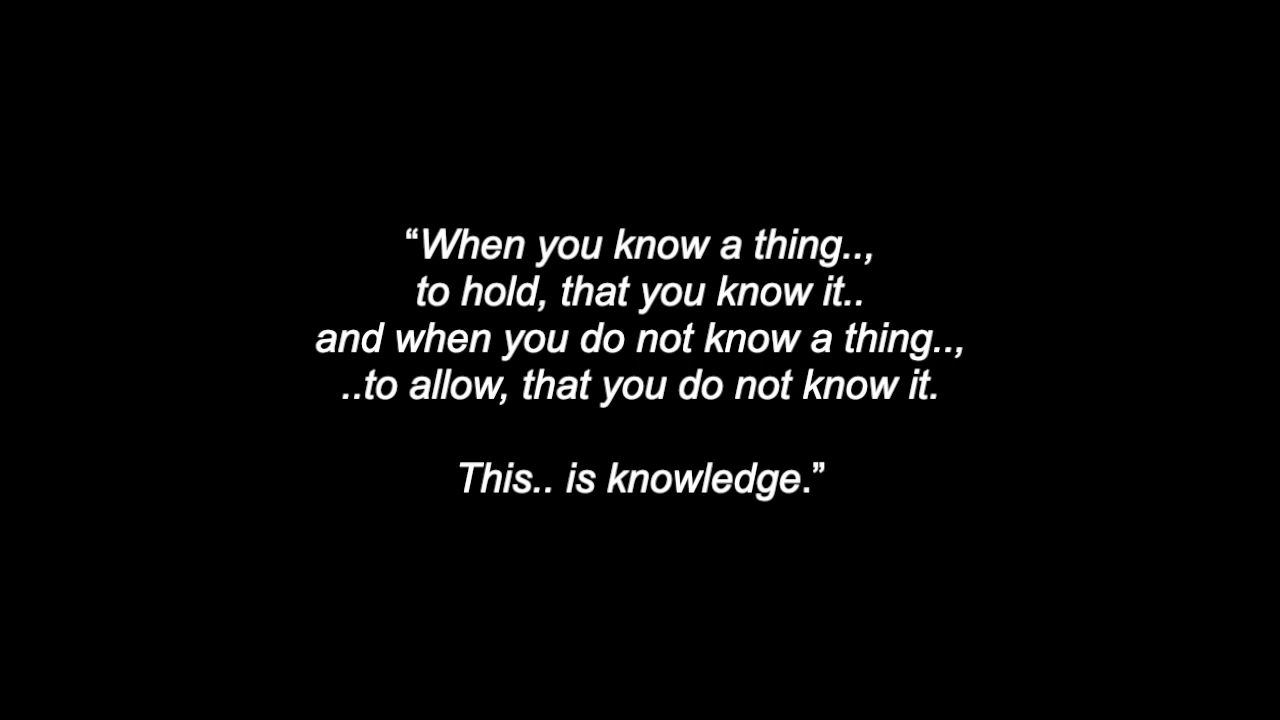 “When you know a thing..,
to hold, that you know it..
and when you do not know a thing..,
..to allow, that you do not know it.
This.. is knowledge.”